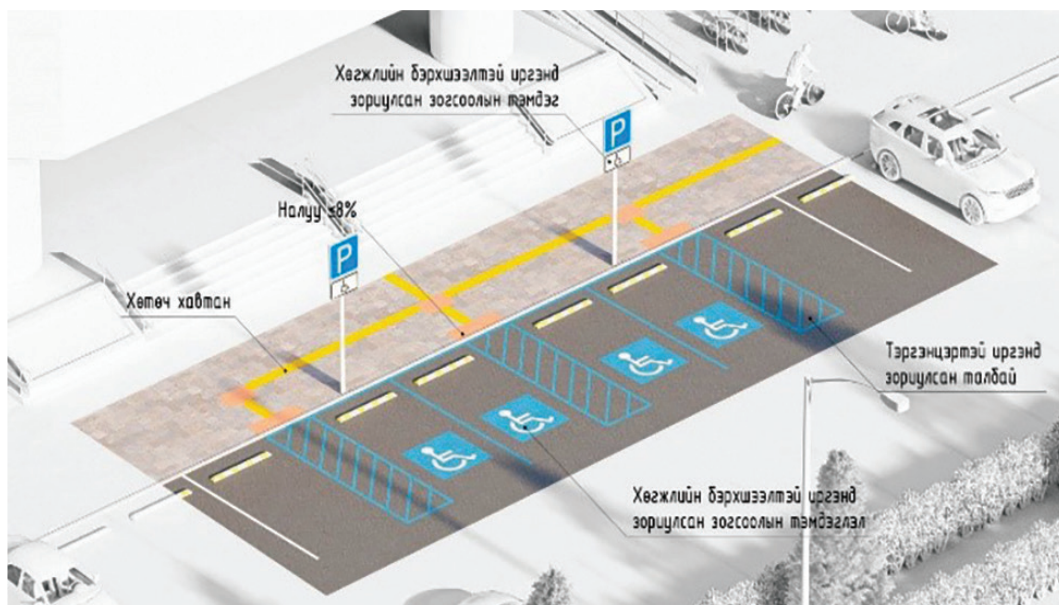 Хөгжлийн бэрхшээлтэй иргэнд
зориулсан зогсоолын тэмдэг
P
Налуу ≤8%
P
Хөтөч хавтан
Тэргэнцэртэй иргэнд
зориулсан талбай
Хөгжлийн бэрхшээлтэй иргэнд
зориулсан зогсоолын тэмдэглэл